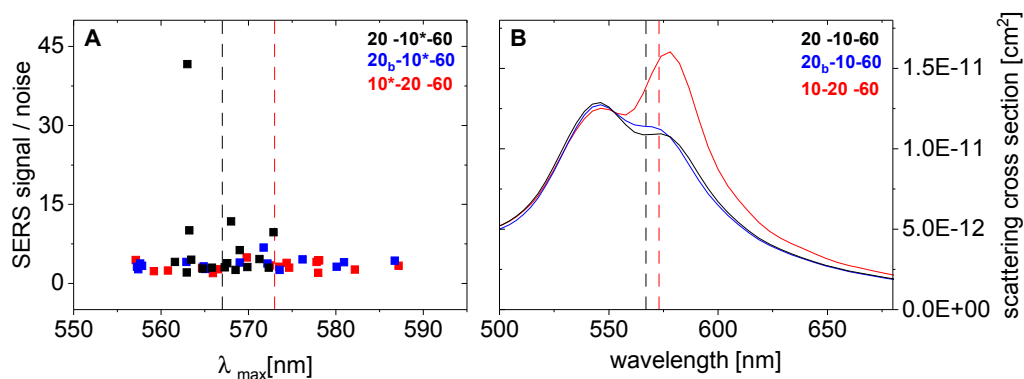 A
20 -10*-60
20b-10*-60
10*-20 -60
SERS signal / noise
45
30
15
0
550 560 570 580 590
λ max[nm]
B
20 -10-60
20b-10-60
10-20 -60
scattering cross section [cm²]
1.5E-11
1.0E-11
5.0E-12
0.0E+00
500 550 600 650
wavelength [nm]